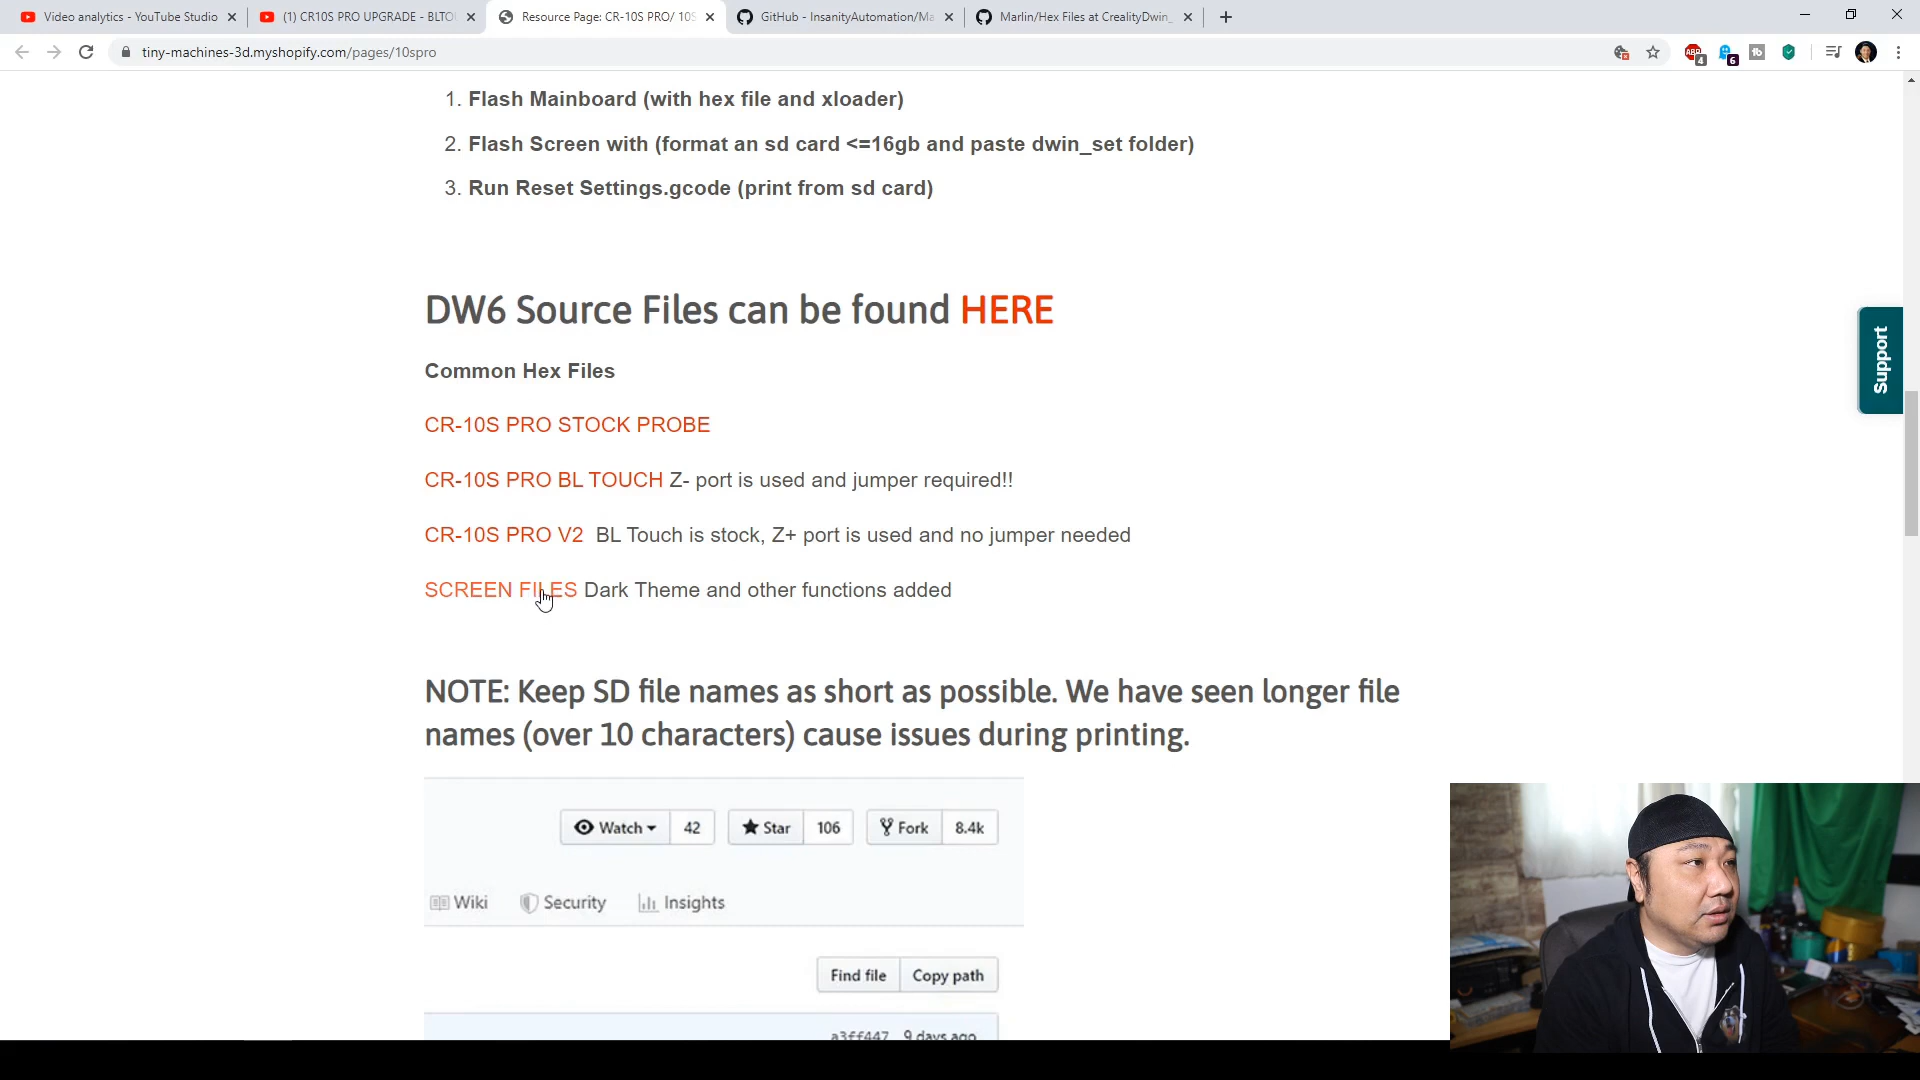 Video analytics - YouTube Studio
(1) CR10S PRO UPGRADE - BLTOU
Resource Page: CR-10S PRO/ 10S
GitHub - InsanityAutomation/Ma
Marlin/Hex Files at CrealityDwin_
tiny-machines-3d.myshopify.com/pages/10spro
ABP
4
6
tb
1. Flash Mainboard (with hex file and xloader)
2. Flash Screen with (format an sd card <=16gb and paste dwin_set folder)
3. Run Reset Settings.gcode (print from sd card)
DW6 Source Files can be found HERE
Support
Common Hex Files
CR-10S PRO STOCK PROBE
CR-10S PRO BL TOUCH Z- port is used and jumper required!!
CR-10S PRO V2 BL Touch is stock, Z+ port is used and no jumper needed
SCREEN FILES Dark Theme and other functions added
NOTE: Keep SD file names as short as possible. We have seen longer file
names (over 10 characters) cause issues during printing.
Watch 42 Star 106 Fork 8.4k
Wiki Security Insights
Find file Copy path
a3ff447 9 days ago